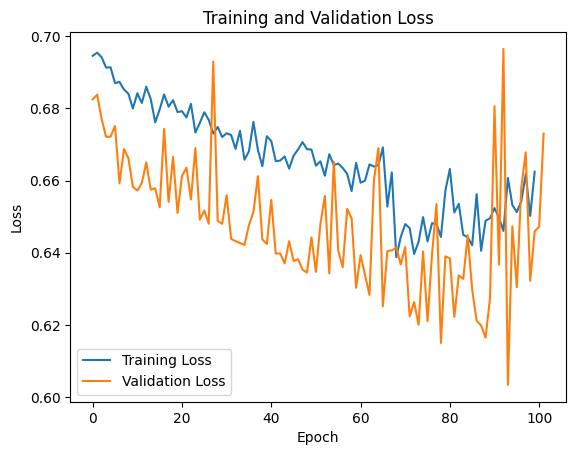 Training and Validation Loss
0.70
0.68
0.66
0.64
0.62
0.60
Loss
Training Loss
Validation Loss
0 20 40 60 80 100
Epoch